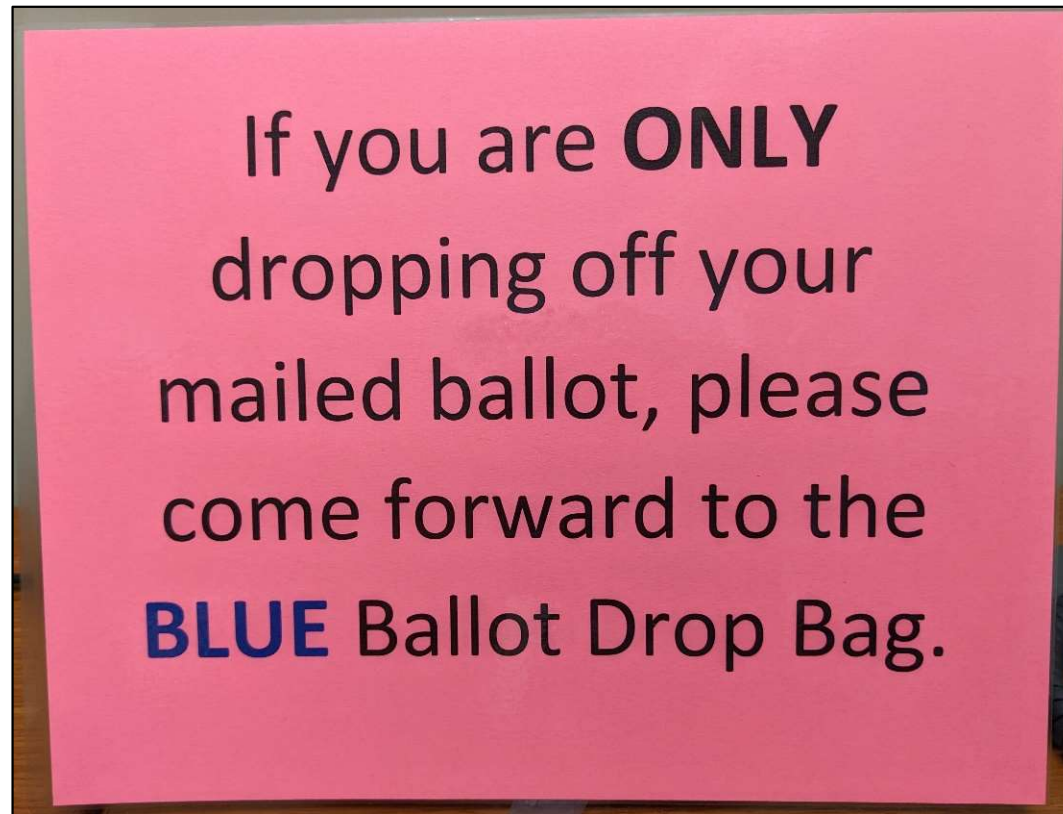 If you are ONLY
dropping off your
mailed ballot, please
come forward to the
BLUE Ballot Drop Bag.